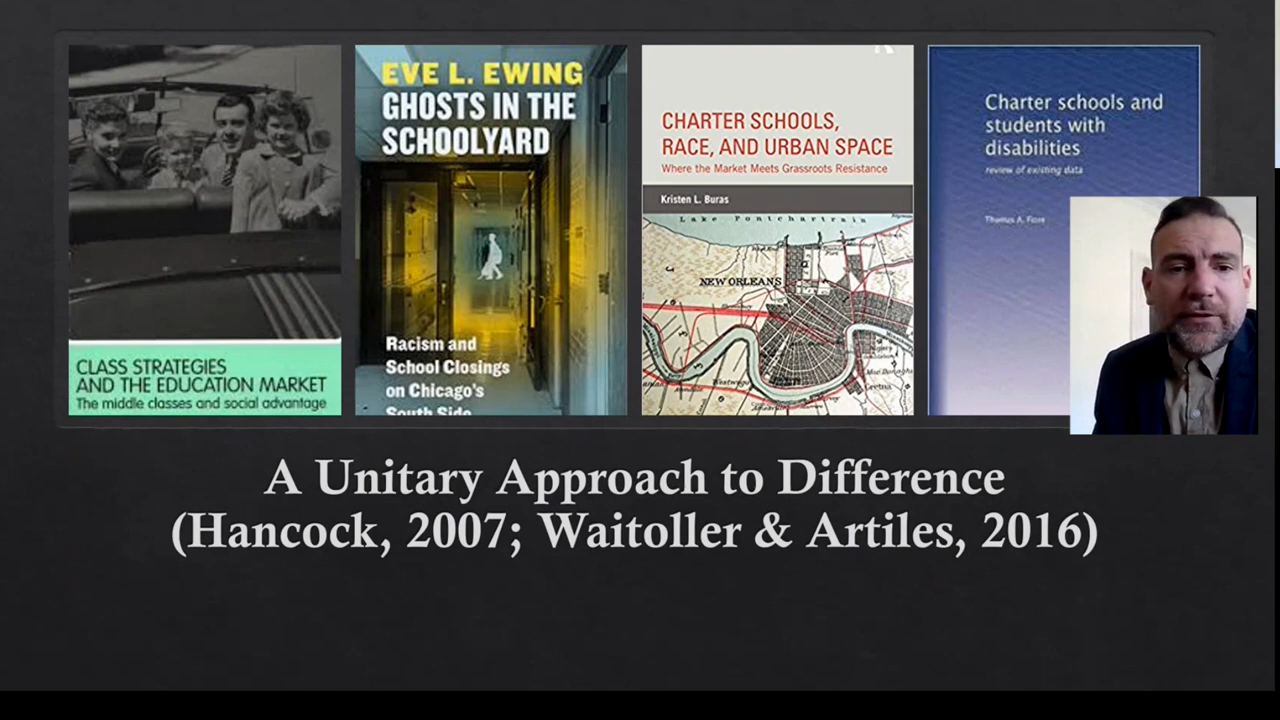 CLASS STRATEGIES
AND THE EDUCATION MARKET
The middle classes and social advantage
EVE L. EWING
GHOSTS IN THE
SCHOOLYARD
Racism and
School Closings
on Chicago's
South Side
CHARTER SCHOOLS,
RACE, AND URBAN SPACE
Where the Market Meets Grassroots Resistance
Kristen L. Buras
Lake Pontchartrain
NEW ORLEANS
Gretna
Charter schools and
students with
disabilities
review of existing data
Thomas A. Fiore
A Unitary Approach to Difference
(Hancock, 2007; Waitoller & Artiles, 2016)